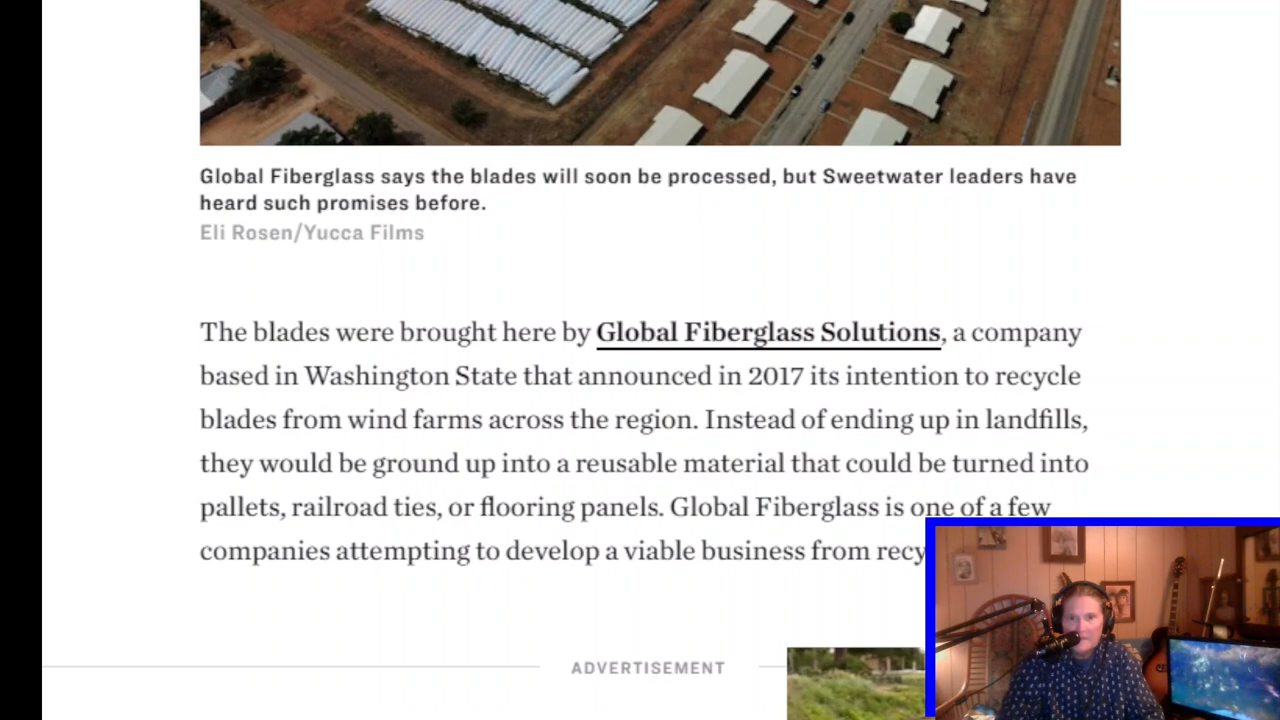 Global Fiberglass says the blades will soon be processed, but Sweetwater leaders have
heard such promises before.
Eli Rosen/Yucca Films
The blades were brought here by Global Fiberglass Solutions, a company
based in Washington State that announced in 2017 its intention to recycle
blades from wind farms across the region. Instead of ending up in landfills,
they would be ground up into a reusable material that could be turned into
pallets, railroad ties, or flooring panels. Global Fiberglass is one of a few
companies attempting to develop a viable business from
ADVERTISEMENT